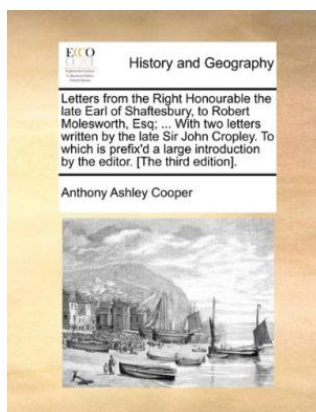 ECCO
History and Geography
Letters from the Right Honourable the
late Earl of Shaftesbury, to Robert
Molesworth, Esq; ... With two letters
written by the late Sir John Cropley. To
which is prefix'd a large introduction
by the editor. [The third edition].
Anthony Ashley Cooper